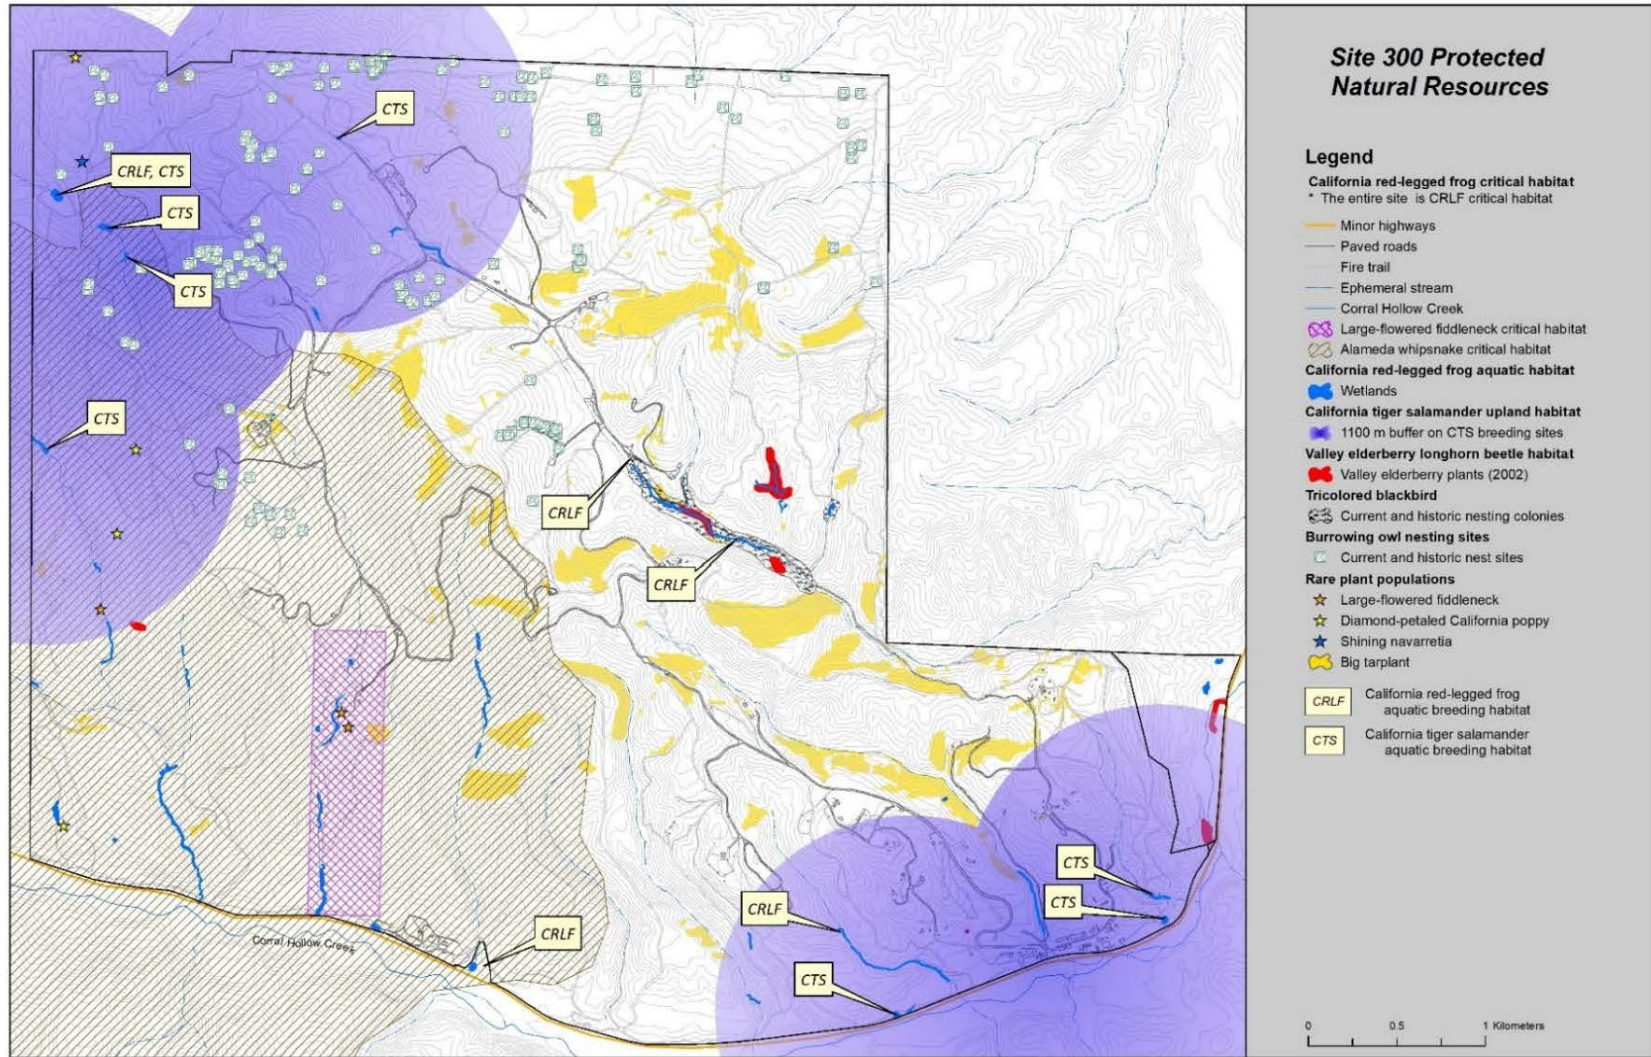 Site 300 Protected
Natural Resources
Legend
California red-legged frog critical habitat
* The entire site is CRLF critical habitat
Minor highways
Paved roads
Fire trail
Ephemeral stream
Corral Hollow Creek
Large-flowered fiddleneck critical habitat
Alameda whipsnake critical habitat
California red-legged frog aquatic habitat
Wetlands
California tiger salamander upland habitat
1100 m buffer on CTS breeding sites
Valley elderberry longhorn beetle habitat
Valley elderberry plants (2002)
Tricolored blackbird
Current and historic nesting colonies
Burrowing owl nesting sites
Current and historic nest sites
Rare plant populations
Large-flowered fiddleneck
Diamond-petaled California poppy
Shining navarretia
Big tarplant
CRLF
California red-legged frog
aquatic breeding habitat
CTS
California tiger salamander
aquatic breeding habitat
0 0.5 1 Kilometers
CTS
CRLF, CTS
CTS
CTS
CTS
CRLF
CRLF
CTS
CTS
CRLF
CRLF
CTS
Corral Hollow Creek